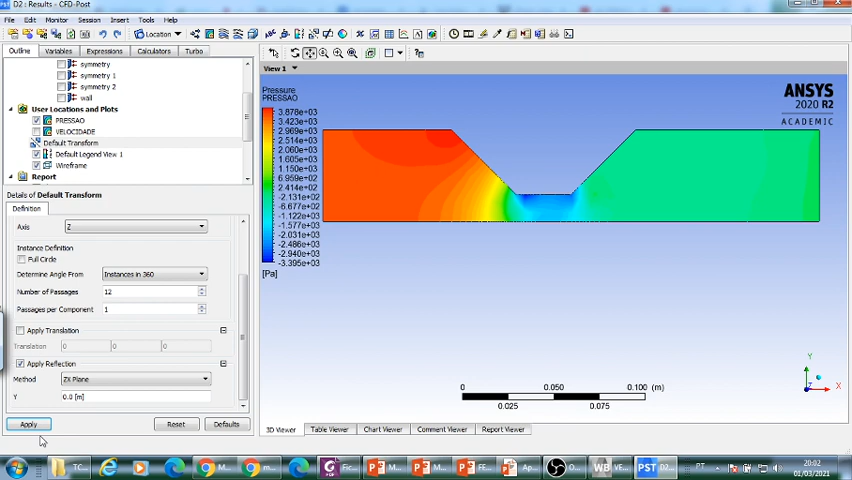 D2 : Results - CFD-Post
File Edit Monitor Session Insert Tools Help
Location
Outline Variables Expressions Calculators Turbo
View 1
symmetry
symmetry 1
symmetry 2
wall
User Locations and Plots
PRESSAO
VELOCIDADE
Default Transform
Default Legend View 1
Wireframe
Report
Details of Default Transform
Definition
Axis Z
Instance Definition
Full Circle
Determine Angle From Instances in 360
Number of Passages 12
Passages per Component 1
Apply Translation
Translation 0 0 0
Apply Reflection
Method ZX Plane
Y 0.0 [m]
Apply Reset Defaults
Pressure
PRESSAO
3.878e+03
3.423e+03
2.969e+03
2.514e+03
2.060e+03
1.605e+03
1.150e+03
6.959e+02
2.414e+02
-2.131e+02
-6.677e+02
-1.122e+03
-1.577e+03
-2.031e+03
-2.486e+03
-2.940e+03
-3.395e+03
[Pa]
ANSYS
2020 R2
ACADEMIC
0 0.050 0.100 (m)
0.025 0.075
Y
X
Z
3D Viewer Table Viewer Chart Viewer Comment Viewer Report Viewer
TC... M... m... Fic... M... M... FF... Ap... O... VE... D2... PT 20:02
01/03/2021